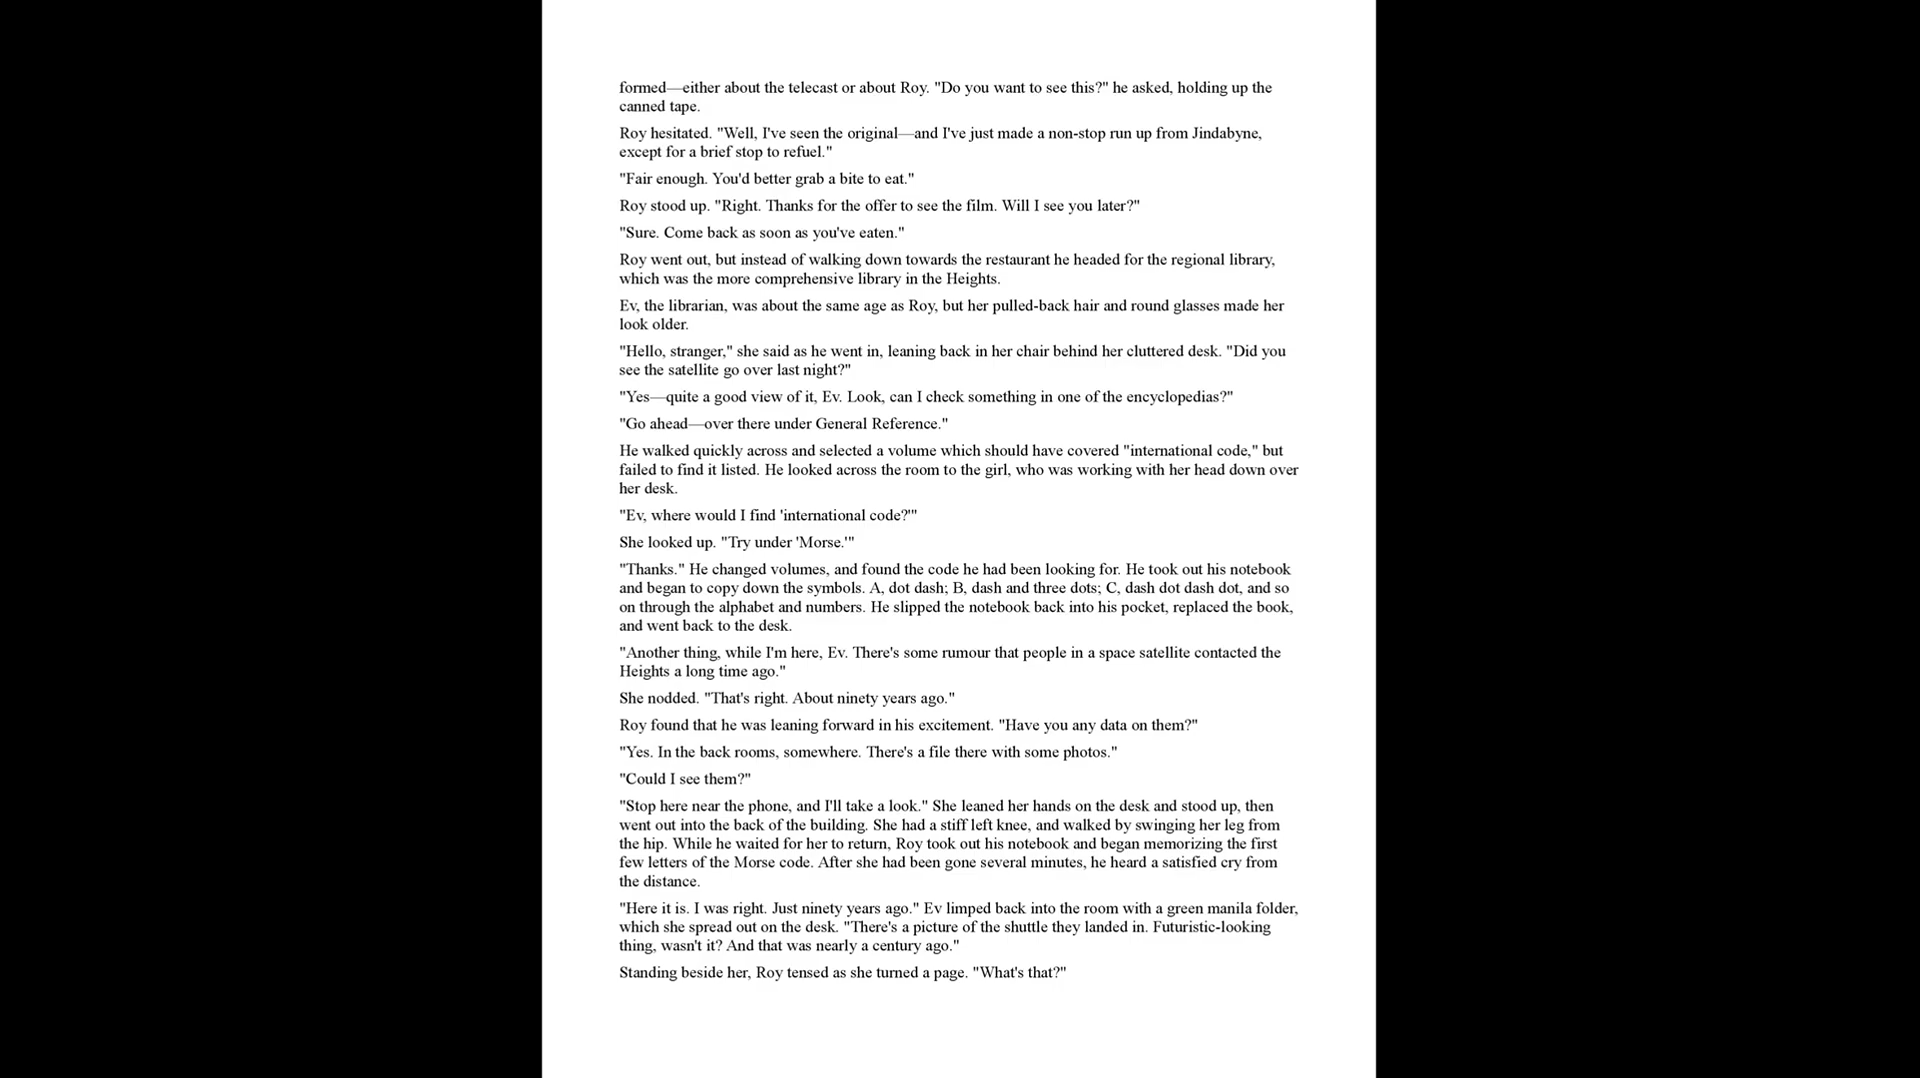 formed—either about the telecast or about Roy. "Do you want to see this?" he asked, holding up the
canned tape.
Roy hesitated. "Well, I've seen the original—and I've just made a non-stop run up from Jindabyne,
except for a brief stop to refuel."
"Fair enough. You'd better grab a bite to eat."
Roy stood up. "Right. Thanks for the offer to see the film. Will I see you later?"
"Sure. Come back as soon as you've eaten."
Roy went out, but instead of walking down towards the restaurant he headed for the regional library,
which was the more comprehensive library in the Heights.
Ev, the librarian, was about the same age as Roy, but her pulled-back hair and round glasses made her
look older.
"Hello, stranger," she said as he went in, leaning back in her chair behind her cluttered desk. "Did you
see the satellite go over last night?"
"Yes—quite a good view of it, Ev. Look, can I check something in one of the encyclopedias?"
"Go ahead—over there under General Reference."
He walked quickly across and selected a volume which should have covered "international code," but
failed to find it listed. He looked across the room to the girl, who was working with her head down over
her desk.
"Ev, where would I find 'international code?'"
She looked up. "Try under 'Morse.'"
"Thanks." He changed volumes, and found the code he had been looking for. He took out his notebook
and began to copy down the symbols. A, dot dash; B, dash and three dots; C, dash dot dash dot, and so
on through the alphabet and numbers. He slipped the notebook back into his pocket, replaced the book,
and went back to the desk.
"Another thing, while I'm here, Ev. There's some rumour that people in a space satellite contacted the
Heights a long time ago."
She nodded. "That's right. About ninety years ago."
Roy found that he was leaning forward in his excitement. "Have you any data on them?"
"Yes. In the back rooms, somewhere. There's a file there with some photos."
"Could I see them?"
"Stop here near the phone, and I'll take a look." She leaned her hands on the desk and stood up, then
went out into the back of the building. She had a stiff left knee, and walked by swinging her leg from
the hip. While he waited for her to return, Roy took out his notebook and began memorizing the first
few letters of the Morse code. After she had been gone several minutes, he heard a satisfied cry from
the distance.
"Here it is. I was right. Just ninety years ago." Ev limped back into the room with a green manila folder,
which she spread out on the desk. "There's a picture of the shuttle they landed in. Futuristic-looking
thing, wasn't it? And that was nearly a century ago."
Standing beside her, Roy tensed as she turned a page. "What's that?"